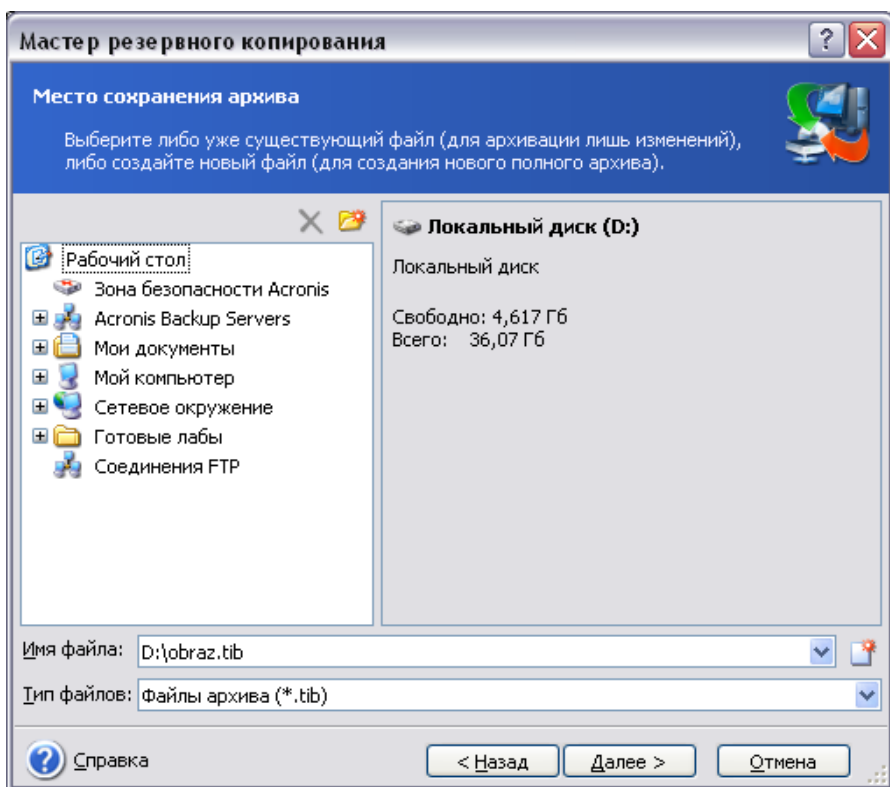 Мастер резервного копирования
Место сохранения архива
Выберите либо уже существующий файл (для архивации лишь изменений),
либо создайте новый файл (для создания нового полного архива).
Рабочий стол
Зона безопасности Acronis
Acronis Backup Servers
Мои документы
Мой компьютер
Сетевое окружение
Готовые лабы
Соединения FTP
Локальный диск (D:)
Локальный диск
Свободно: 4,617 Гб
Всего: 36,07 Гб
Имя файла: D:\obraz.tib
Тип файлов: Файлы архива (*.tib)
Справка
< Назад
Далее >
Отмена